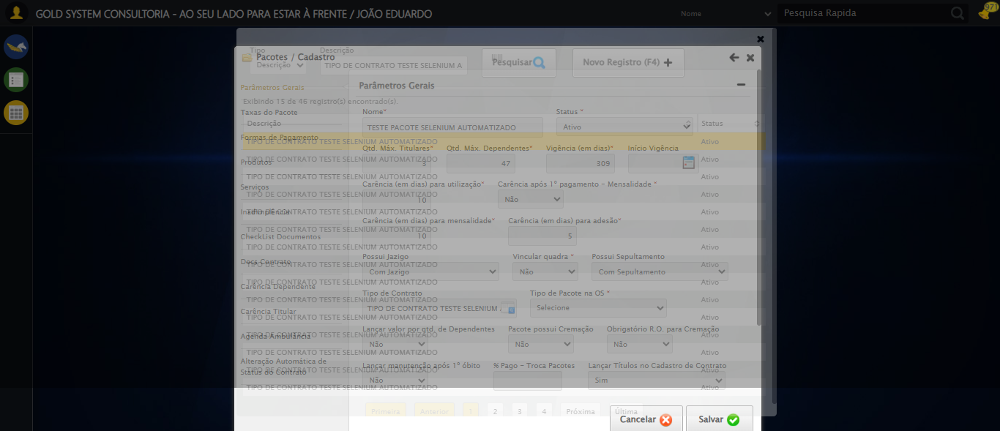 GOLD SYSTEM CONSULTORIA - AO SEU LADO PARA ESTAR À FRENTE / JOÃO EDUARDO
Nome
Pesquisa Rapida
971
Tipo
Descrição
Pacotes / Cadastro
Descrição
TIPO DE CONTRATO TESTE SELENIUM A
Pesquisar
Novo Registro (F4)
Parâmetros Gerais
Parâmetros Gerais
Exibindo 15 de 46 registro(s) encontrado(s).
Taxas do Pacote
Nome*
Status *
Descrição
TESTE PACOTE SELENIUM AUTOMATIZADO
Ativo
Status
Formas de Pagamento
TIPO DE CONTRATO TESTE SELENIUM AUTOMATIZADO
Ativo
Qtd. Máx. Titulares*
Qtd. Máx. Dependentes*
Vigência (em dias)*
Início Vigência
Produtos
TIPO DE CONTRATO TESTE SELENIUM AUTOMATIZADO
3
47
309
Ativo
TIPO DE CONTRATO TESTE SELENIUM AUTOMATIZADO
Ativo
Serviços
Carência (em dias) para utilização*
Carência após 1º pagamento - Mensalidade *
TIPO DE CONTRATO TESTE SELENIUM AUTOMATIZADO
10
Não
Ativo
Inadimplência
TIPO DE CONTRATO TESTE SELENIUM AUTOMATIZADO
Ativo
Carência (em dias) para mensalidade*
Carência (em dias) para adesão*
TIPO DE CONTRATO TESTE SELENIUM AUTOMATIZADO
Ativo
CheckList Documentos
10
5
TIPO DE CONTRATO TESTE SELENIUM AUTOMATIZADO
Ativo
Docs Contrato
Possui Jazigo
Vincular quadra *
Possui Sepultamento
TIPO DE CONTRATO TESTE SELENIUM AUTOMATIZADO
Ativo
Com Jazigo
Não
Com Sepultamento
Carência Dependente
TIPO DE CONTRATO TESTE SELENIUM AUTOMATIZADO
Ativo
Tipo de Contrato
Tipo de Pacote na OS *
TIPO DE CONTRATO TESTE SELENIUM AUTOMATIZADO
Ativo
Carência Titular
TIPO DE CONTRATO TESTE SELENIUM
Selecione
TIPO DE CONTRATO TESTE SELENIUM AUTOMATIZADO
Ativo
Agenda Ambulância
Lançar valor por qtd. de Dependentes
Pacote possui Cremação
Obrigatório R.O. para Cremação
TIPO DE CONTRATO TESTE SELENIUM AUTOMATIZADO
Ativo
Não
Não
Não
TIPO DE CONTRATO TESTE SELENIUM AUTOMATIZADO
Ativo
Alteração Automática de
Status do Contrato
Lançar manutenção após 1º óbito
% Pago - Troca Pacotes
Lançar Títulos no Cadastro de Contrato
TIPO DE CONTRATO TESTE SELENIUM AUTOMATIZADO
Ativo
Não
Sim
TIPO DE CONTRATO TESTE SELENIUM AUTOMATIZADO
Ativo
Primeira
Anterior
1
2
3
4
Próxima
Última
Cancelar
Salvar